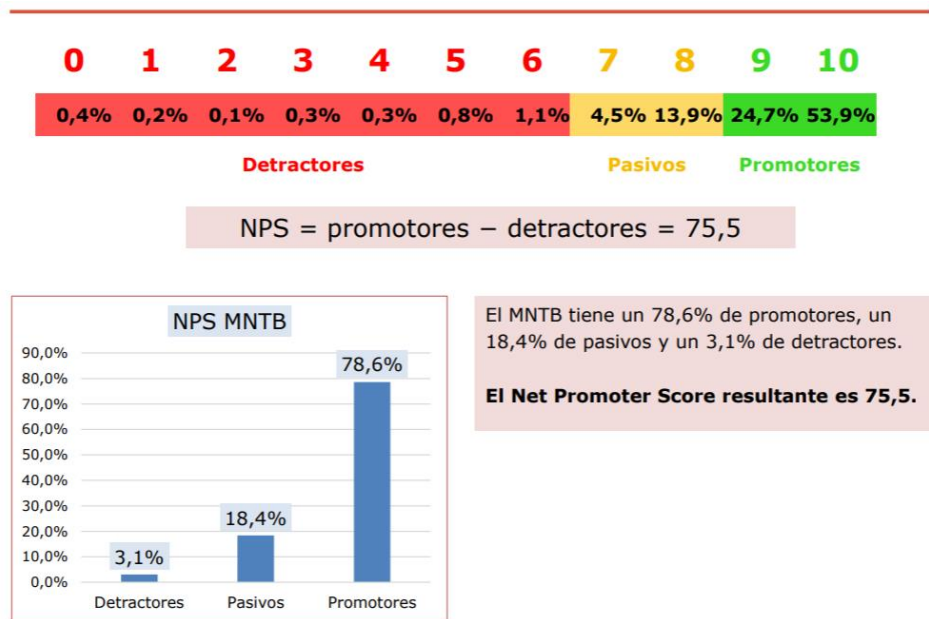 0 1 2 3 4 5 6 7 8 9 10
0,4% 0,2% 0,1% 0,3% 0,3% 0,8% 1,1% 4,5% 13,9% 24,7% 53,9%
Detractores Pasivos Promotores
NPS = promotores − detractores = 75,5
NPS MNTB
90,0%
80,0%
70,0%
60,0%
50,0%
40,0%
30,0%
20,0%
10,0%
0,0%
3,1%
18,4%
78,6%
Detractores Pasivos Promotores
El MNTB tiene un 78,6% de promotores, un
18,4% de pasivos y un 3,1% de detractores.
El Net Promoter Score resultante es 75,5.